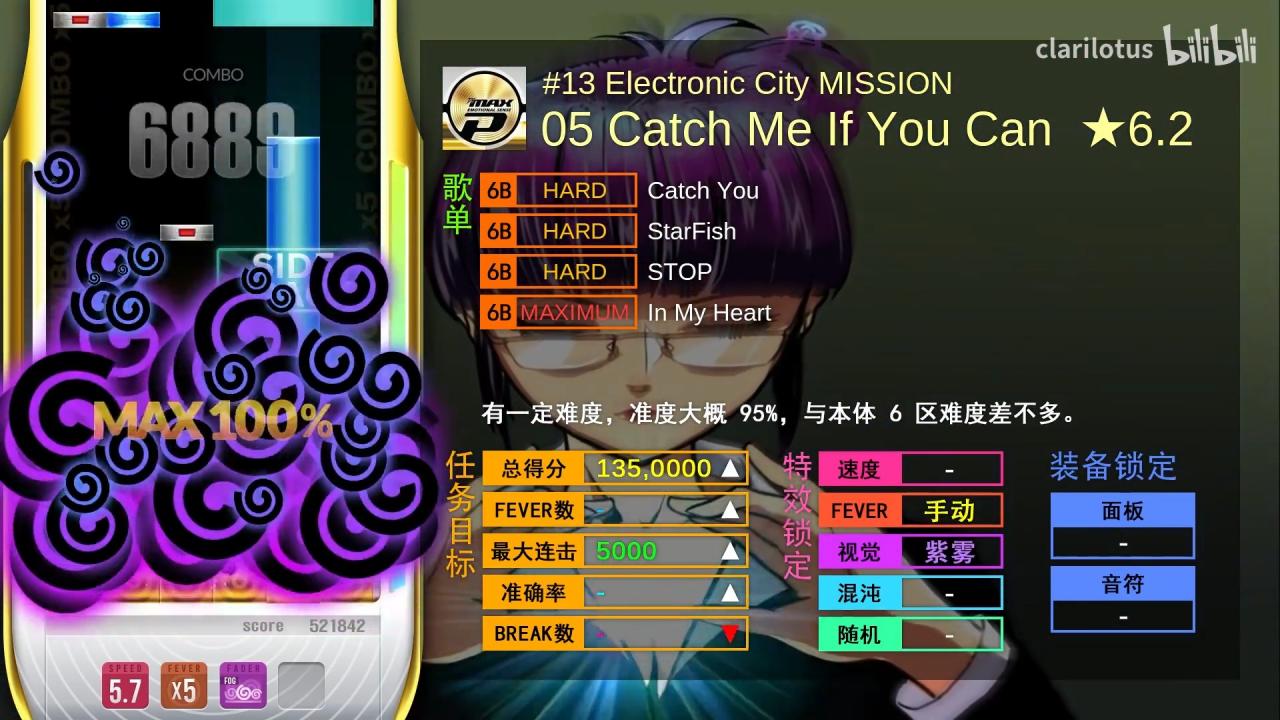 COMBO
6889
SIDE
MAX 100%
score 521842
SPEED
5.7
FEVER
x5
FADER
FOG
clarilotus bilibili
#13 Electronic City MISSION
05 Catch Me If You Can ★6.2
歌单
6B HARD Catch You
6B HARD StarFish
6B HARD STOP
6B MAXIMUM In My Heart
有一定难度，准度大概 95%，与本体 6 区难度差不多。
任务目标
总得分 135,0000 ▲
FEVER数 - ▲
最大连击 5000 ▲
准确率 - ▲
BREAK数 - ▼
特效锁定
速度 -
FEVER 手动
视觉 紫雾
混沌 -
随机 -
装备锁定
面板
-
音符
-